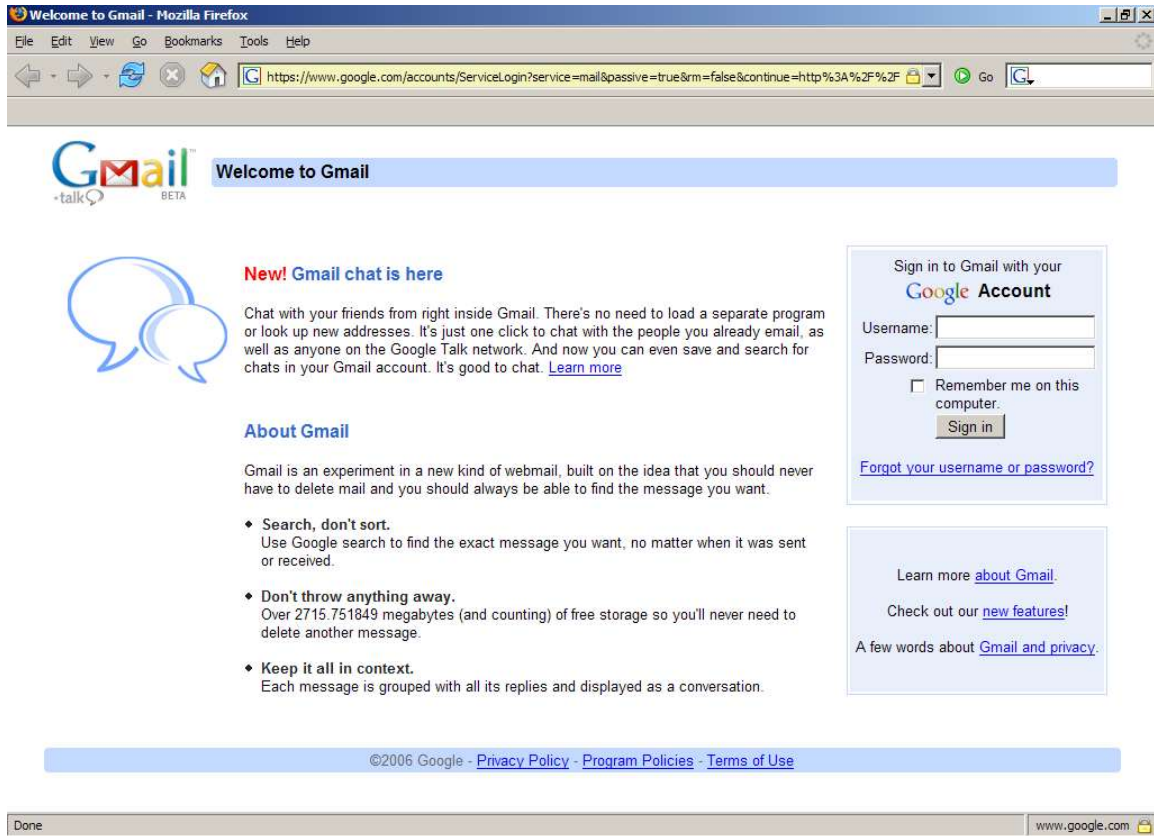 Welcome to Gmail - Mozilla Firefox
File Edit View Go Bookmarks Tools Help
G https://www.google.com/accounts/ServiceLogin?service=mail&passive=true&rm=false&continue=http%3A%2F%2F Go G
Gmail™
talk BETA
Welcome to Gmail
New! Gmail chat is here
Chat with your friends from right inside Gmail. There's no need to load a separate program
or look up new addresses. It's just one click to chat with the people you already email, as
well as anyone on the Google Talk network. And now you can even save and search for
chats in your Gmail account. It's good to chat. Learn more
About Gmail
Gmail is an experiment in a new kind of webmail, built on the idea that you should never
have to delete mail and you should always be able to find the message you want.
Search, don't sort.
Use Google search to find the exact message you want, no matter when it was sent
or received.
Don't throw anything away.
Over 2715.751849 megabytes (and counting) of free storage so you'll never need to
delete another message.
Keep it all in context.
Each message is grouped with all its replies and displayed as a conversation.
Sign in to Gmail with your
Google Account
Username:
Password:
Remember me on this
computer.
Sign in
Forgot your username or password?
Learn more about Gmail.
Check out our new features!
A few words about Gmail and privacy.
©2006 Google - Privacy Policy - Program Policies - Terms of Use
Done www.google.com